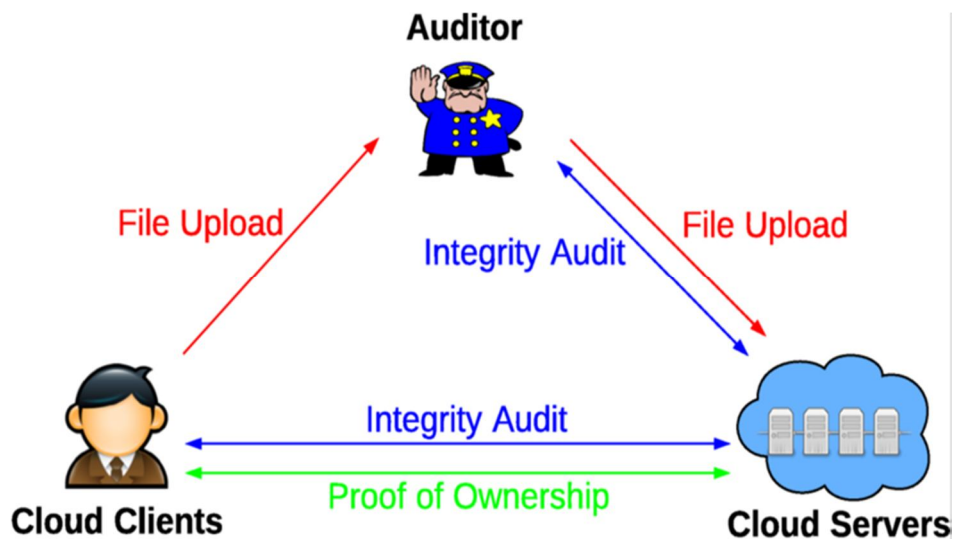 Auditor
File Upload
File Upload
Integrity Audit
Integrity Audit
Proof of Ownership
Cloud Clients
Cloud Servers